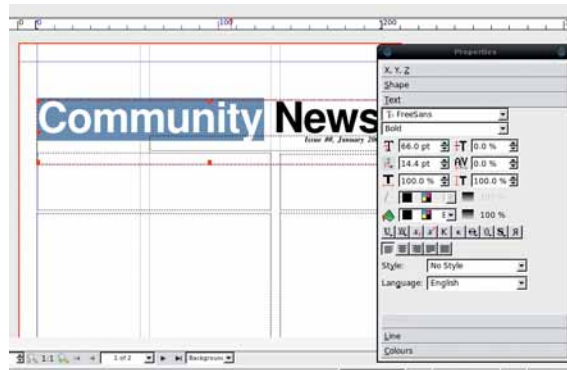 0 0 100 200
Properties
X, Y, Z
Shape
Text
FreeSans
Bold
Community News
66.0 pt 0.0 %
Issue ##, January
14.4 pt 0.0 %
100.0 % 100.0 %
100 %
Style: No Style
Language: English
Line
Colours
1:1 1 of 2 Background